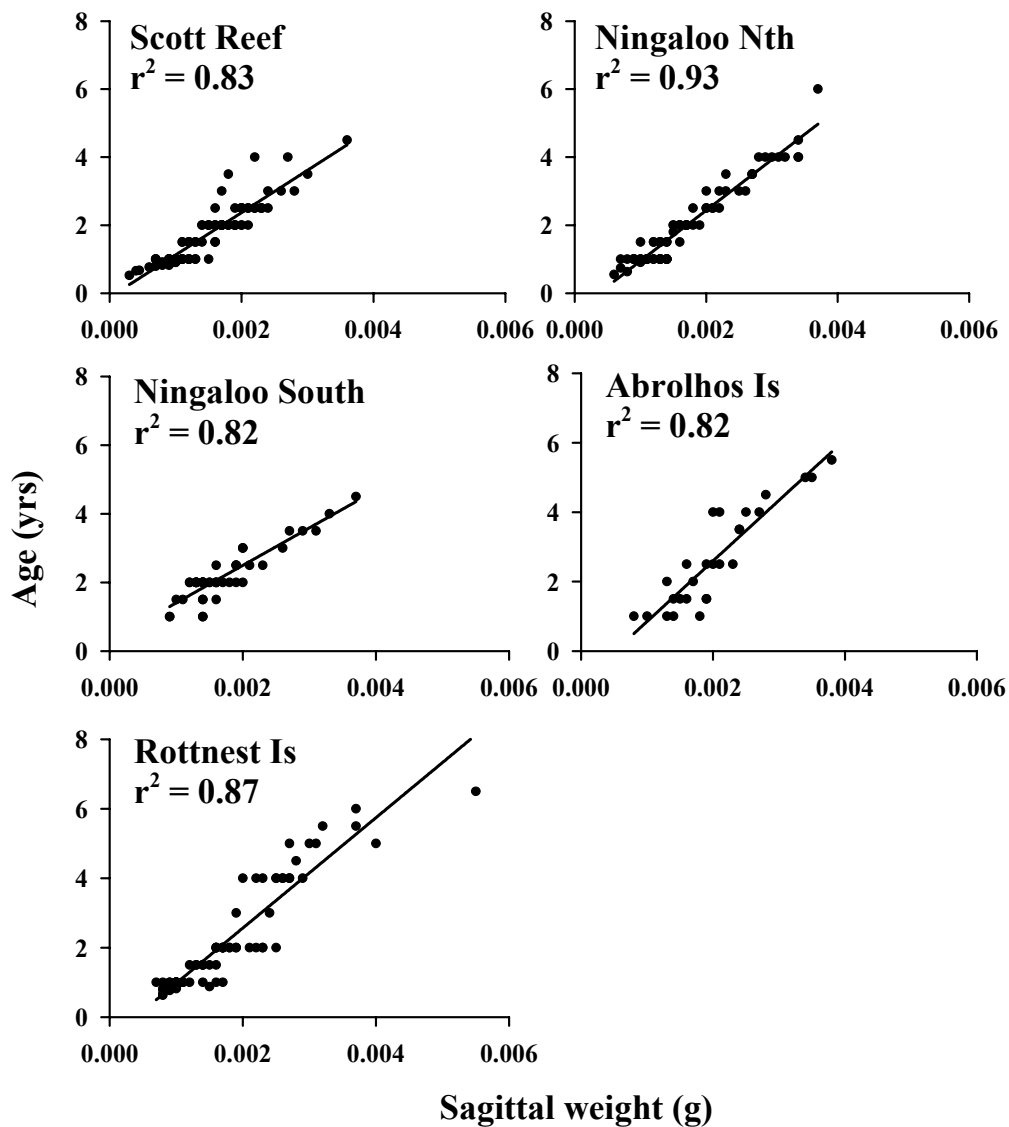 Scott Reef
r² = 0.83
8
6
4
2
0
0.000 0.002 0.004 0.006
Ningaloo Nth
r² = 0.93
8
6
4
2
0
0.000 0.002 0.004 0.006
Ningaloo South
r² = 0.82
8
6
4
2
0
0.000 0.002 0.004 0.006
Abrolhos Is
r² = 0.82
8
6
4
2
0
0.000 0.002 0.004 0.006
Age (yrs)
Rottnest Is
r² = 0.87
8
6
4
2
0
0.000 0.002 0.004 0.006
Sagittal weight (g)